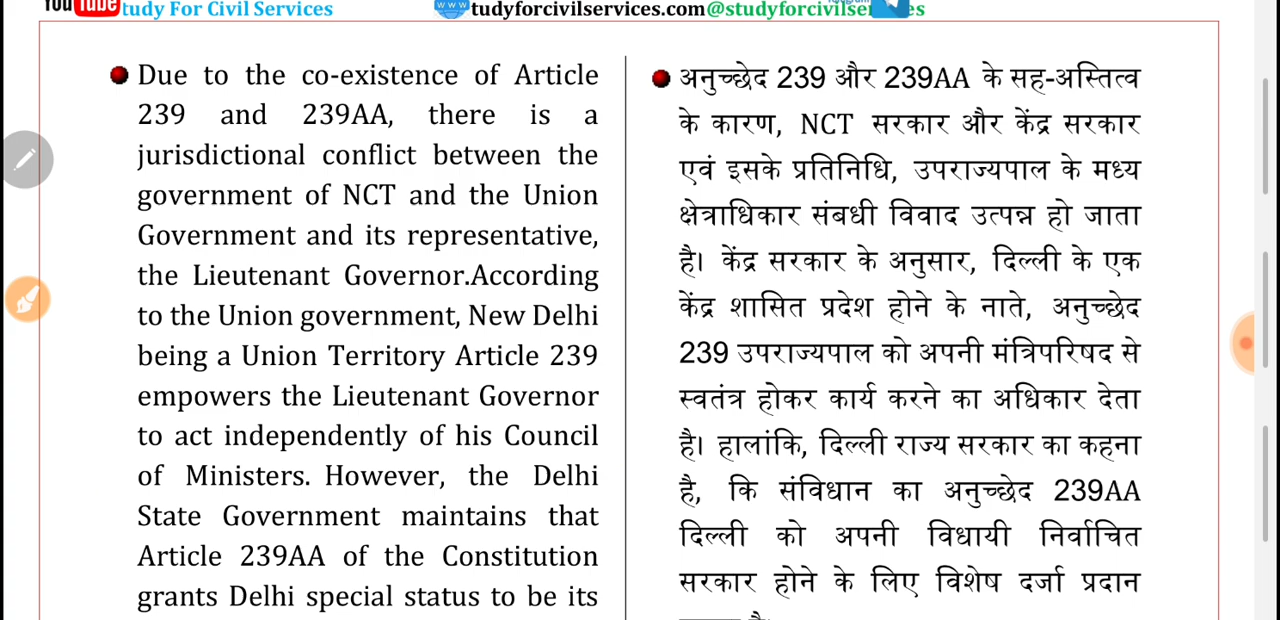 You Tube tudy For Civil Services
www tudyforcivilservices.com @studyforcivilse es
Due to the co-existence of Article
239 and 239AA, there is a
jurisdictional conflict between the
government of NCT and the Union
Government and its representative,
the Lieutenant Governor.According
to the Union government, New Delhi
being a Union Territory Article 239
empowers the Lieutenant Governor
to act independently of his Council
of Ministers. However, the Delhi
State Government maintains that
Article 239AA of the Constitution
grants Delhi special status to be its
अनुच्छेद 239 और 239AA के सह-अस्तित्व
के कारण, NCT सरकार और केंद्र सरकार
एवं इसके प्रतिनिधि, उपराज्यपाल के मध्य
क्षेत्राधिकार संबधी विवाद उत्पन्न हो जाता
है। केंद्र सरकार के अनुसार, दिल्ली के एक
केंद्र शासित प्रदेश होने के नाते, अनुच्छेद
239 उपराज्यपाल को अपनी मंत्रिपरिषद से
स्वतंत्र होकर कार्य करने का अधिकार देता
है। हालांकि, दिल्ली राज्य सरकार का कहना
है, कि संविधान का अनुच्छेद 239AA
दिल्ली को अपनी विधायी निर्वाचित
सरकार होने के लिए विशेष दर्जा प्रदान